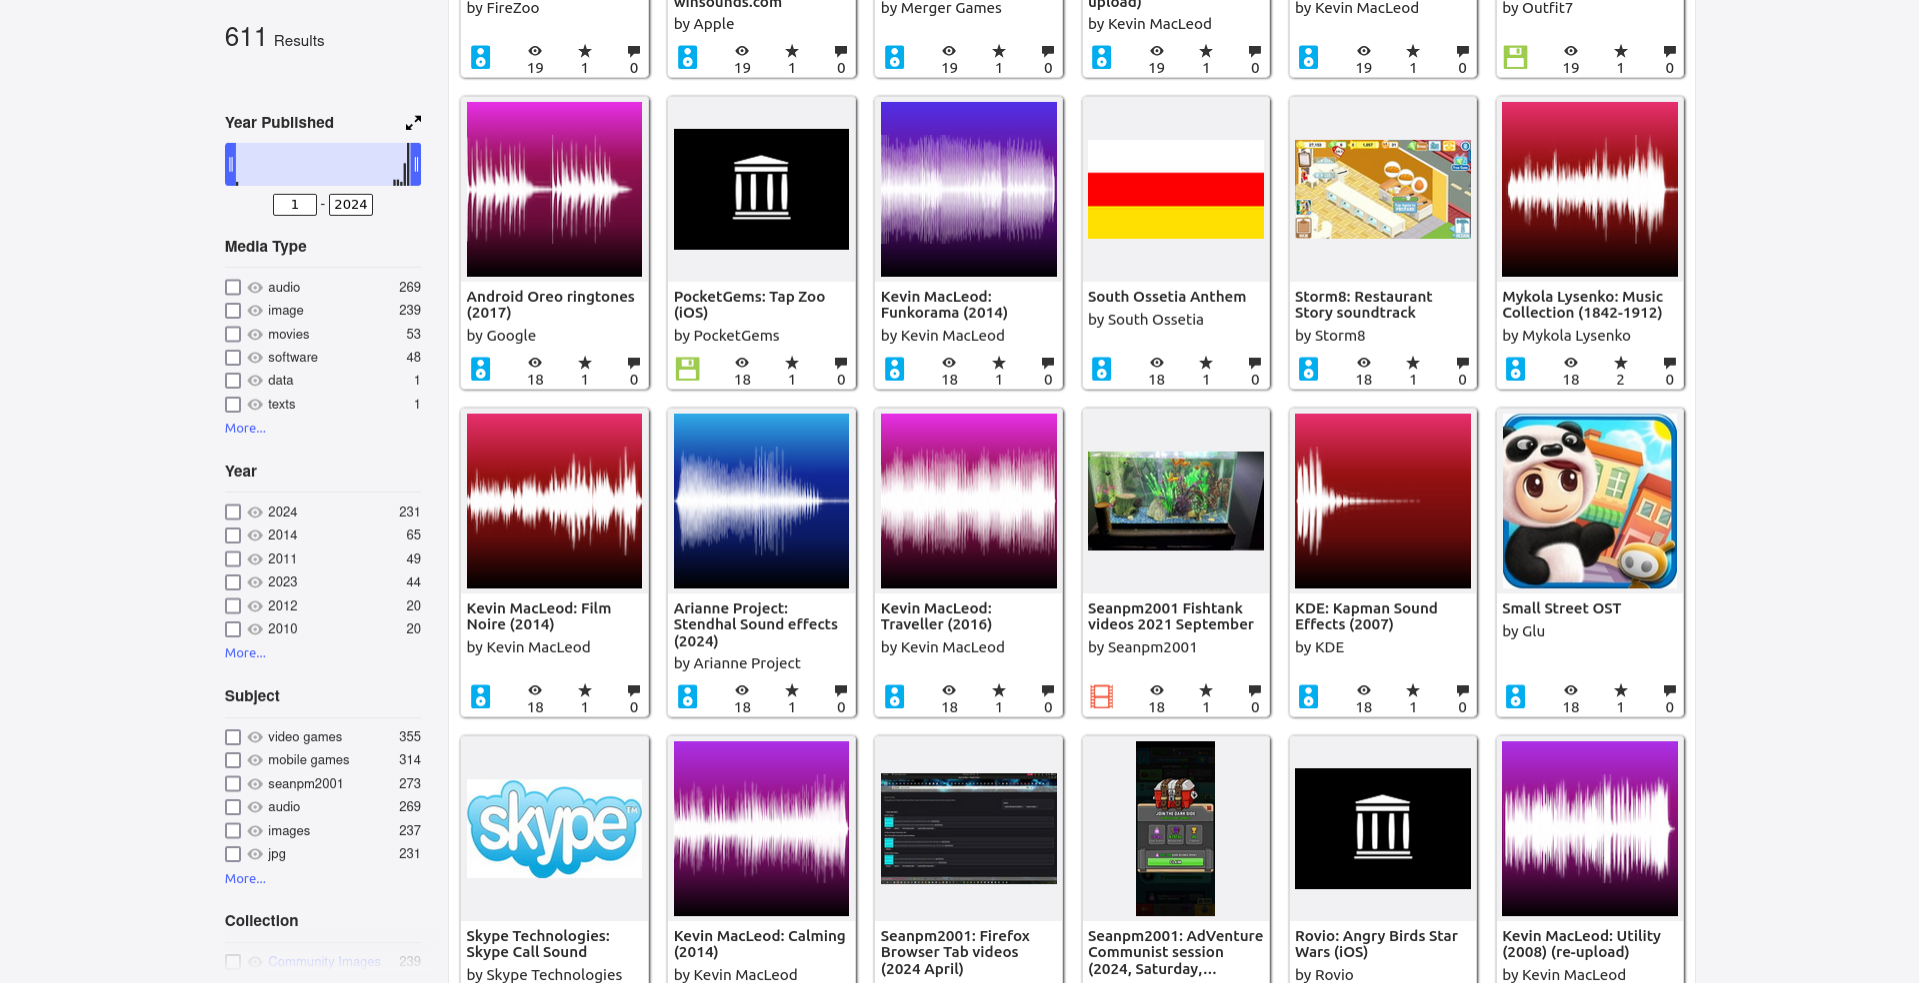 611 Results
Year Published
1 - 2024
Media Type
audio 269
image 239
movies 53
software 48
data 1
texts 1
More...
Year
2024 231
2014 65
2011 49
2023 44
2012 20
2010 20
More...
Subject
video games 355
mobile games 314
seanpm2001 273
audio 269
images 237
jpg 231
More...
Collection
Community Images 239
by FireZoo
19 1 0
winsounds.com
by Apple
19 1 0
by Merger Games
19 1 0
upload)
by Kevin MacLeod
19 1 0
by Kevin MacLeod
19 1 0
by Outfit7
19 1 0
Android Oreo ringtones
(2017)
by Google
18 1 0
PocketGems: Tap Zoo
(iOS)
by PocketGems
18 1 0
Kevin MacLeod:
Funkorama (2014)
by Kevin MacLeod
18 1 0
South Ossetia Anthem
by South Ossetia
18 1 0
Storm8: Restaurant
Story soundtrack
by Storm8
18 1 0
Mykola Lysenko: Music
Collection (1842-1912)
by Mykola Lysenko
18 2 0
Kevin MacLeod: Film
Noire (2014)
by Kevin MacLeod
18 1 0
Arianne Project:
Stendhal Sound effects
(2024)
by Arianne Project
18 1 0
Kevin MacLeod:
Traveller (2016)
by Kevin MacLeod
18 1 0
Seanpm2001 Fishtank
videos 2021 September
by Seanpm2001
18 1 0
KDE: Kapman Sound
Effects (2007)
by KDE
18 1 0
Small Street OST
by Glu
18 1 0
skype™
Skype Technologies:
Skype Call Sound
by Skype Technologies
Kevin MacLeod: Calming
(2014)
by Kevin MacLeod
Seanpm2001: Firefox
Browser Tab videos
(2024 April)
JOIN THE DARK SIDE
Seanpm2001: AdVenture
Communist session
(2024, Saturday,...
Rovio: Angry Birds Star
Wars (iOS)
by Rovio
Kevin MacLeod: Utility
(2008) (re-upload)
by Kevin MacLeod